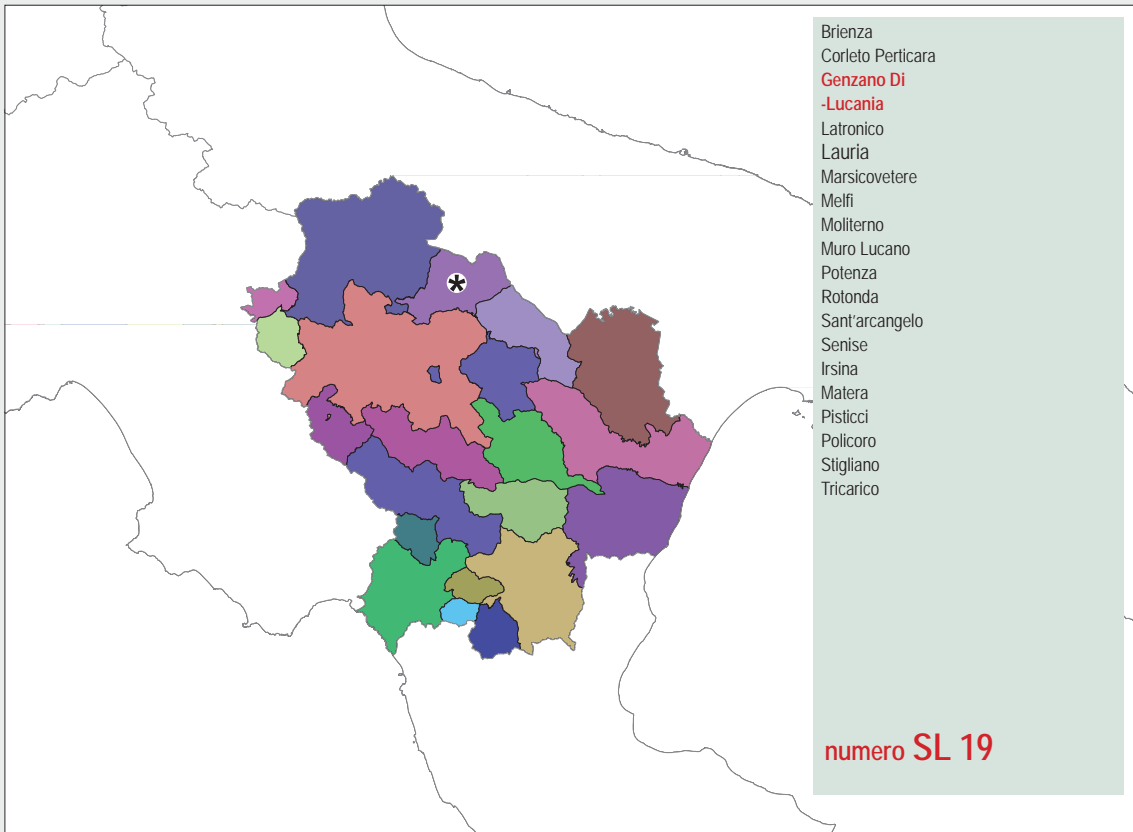 Brienza
Corleto Perticara
Genzano Di
-Lucania
Latronico
Lauria
Marsicovetere
Melfi
Moliterno
Muro Lucano
Potenza
Rotonda
Sant'arcangelo
Senise
Irsina
Matera
Pisticci
Policoro
Stigliano
Tricarico
numero SL 19
*